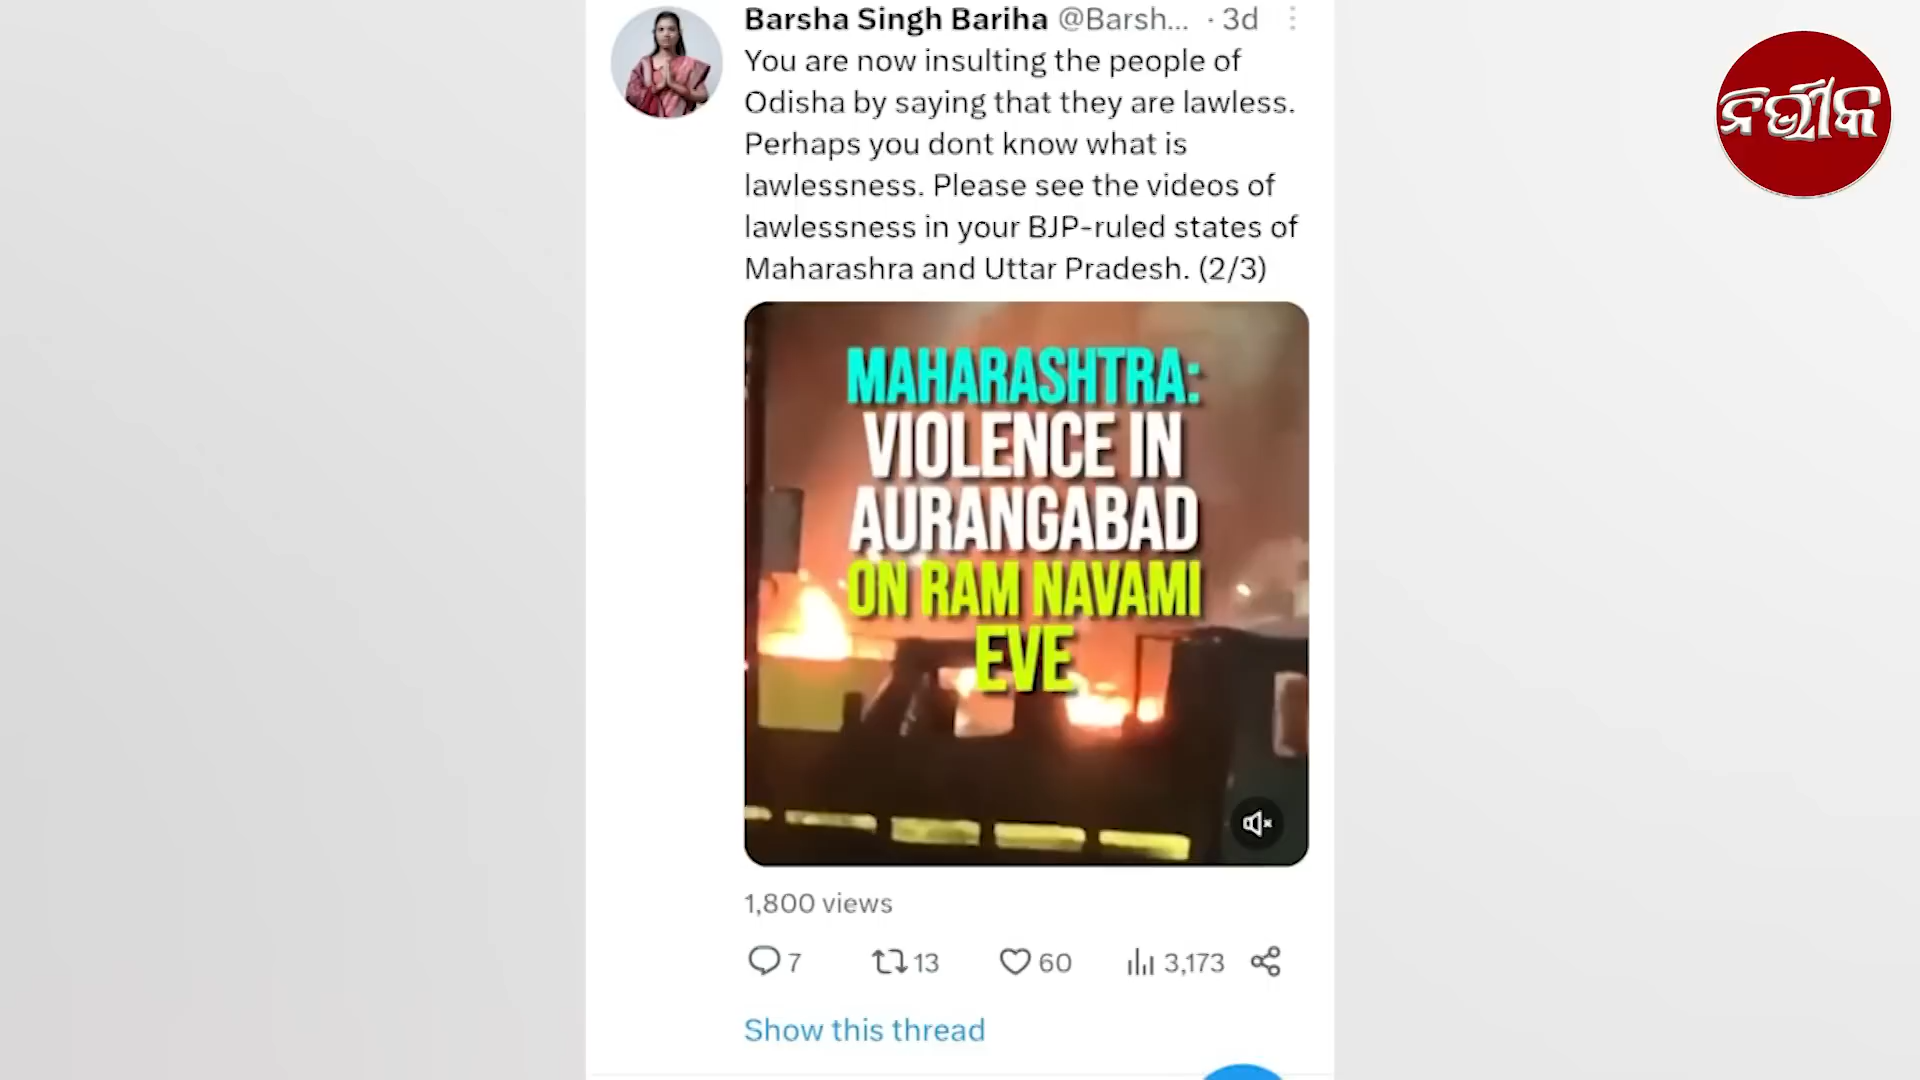 Barsha Singh Bariha @Barsh... · 3d
You are now insulting the people of
Odisha by saying that they are lawless.
Perhaps you dont know what is
lawlessness. Please see the videos of
lawlessness in your BJP-ruled states of
Maharashra and Uttar Pradesh. (2/3)
MAHARASHTRA:
VIOLENCE IN
AURANGABAD
ON RAM NAVAMI
EVE
1,800 views
7 13 60 3,173
Show this thread
ନିର୍ଭୀକ